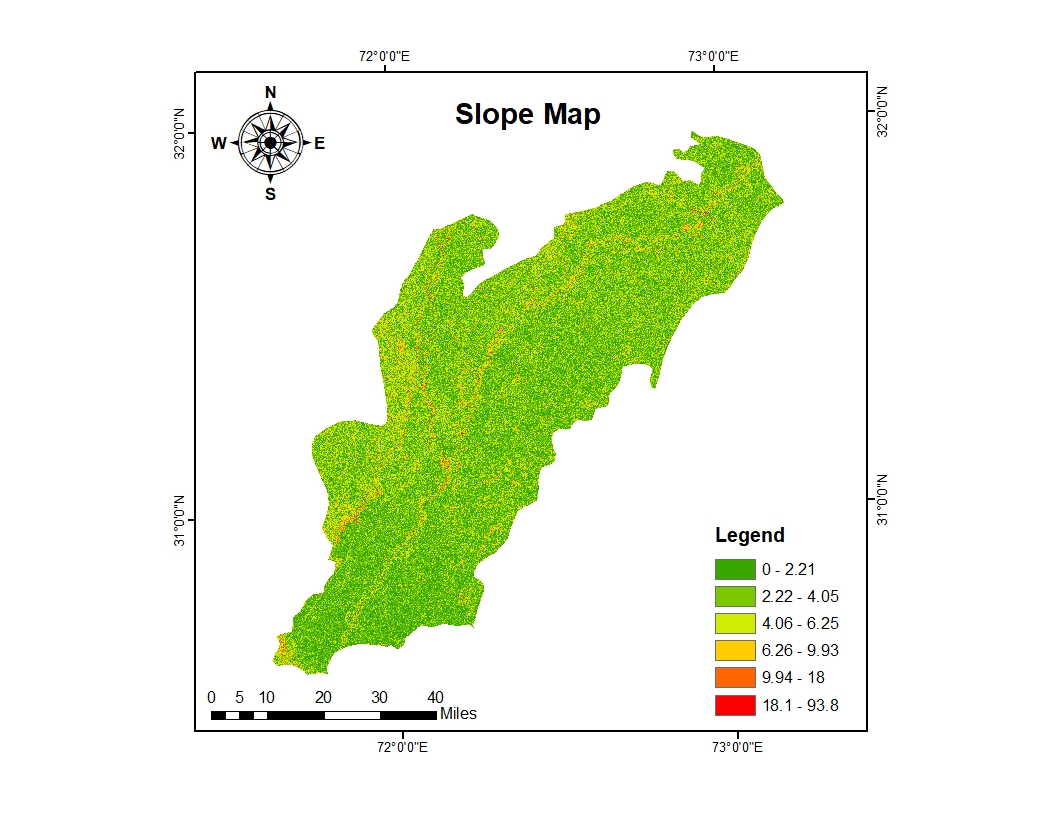 72°0'0"E 73°0'0"E
32°0'0"N
32°0'0"N
N
W E
S
Slope Map
31°0'0"N
31°0'0"N
Legend
0 - 2.21
2.22 - 4.05
4.06 - 6.25
6.26 - 9.93
9.94 - 18
18.1 - 93.8
0 5 10 20 30 40
Miles
72°0'0"E 73°0'0"E